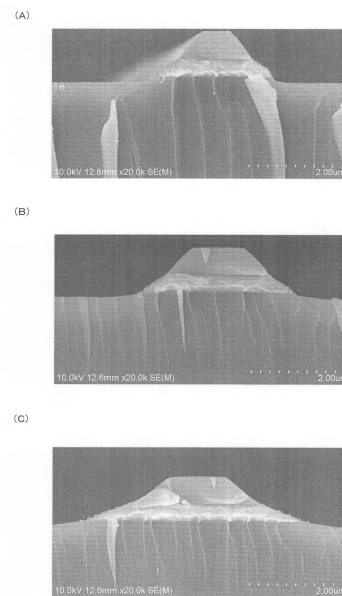 (A)
10.0kV 12.8mm x20.0k SE(M)
2.00um
(B)
10.0kV 12.6mm x20.0k SE(M)
2.00um
(C)
10.0kV 12.6mm x20.0k SE(M)
2.00um